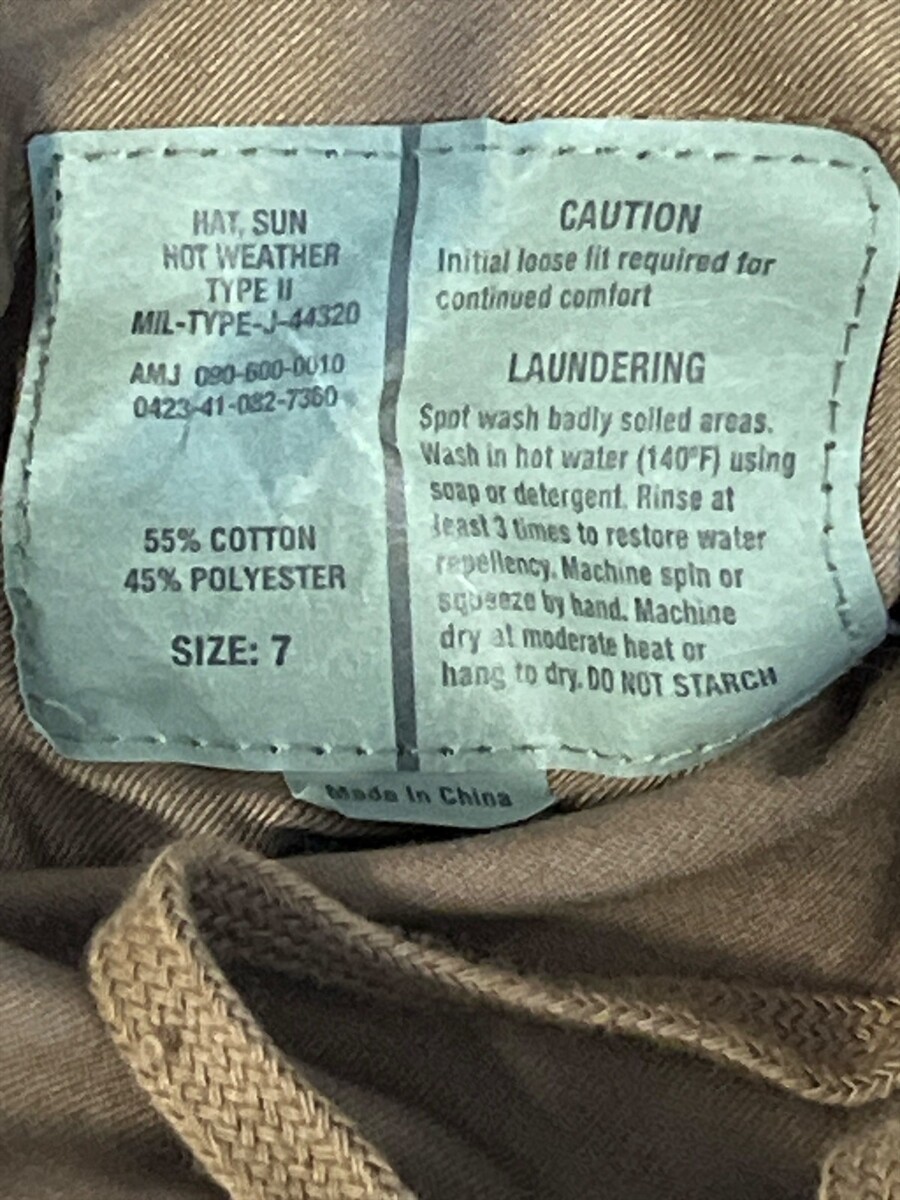 HAT, SUN
HOT WEATHER
TYPE II
MIL-TYPE-J-44320
AMJ 090-600-0010
0423-41-082-7360
55% COTTON
45% POLYESTER
SIZE: 7
CAUTION
Initial loose fit required for
continued comfort
LAUNDERING
Spot wash badly soiled areas.
Wash in hot water (140°F) using
soap or detergent. Rinse at
least 3 times to restore water
repellency. Machine spin or
squeeze by hand. Machine
dry at moderate heat or
hang to dry. DO NOT STARCH
Made In China